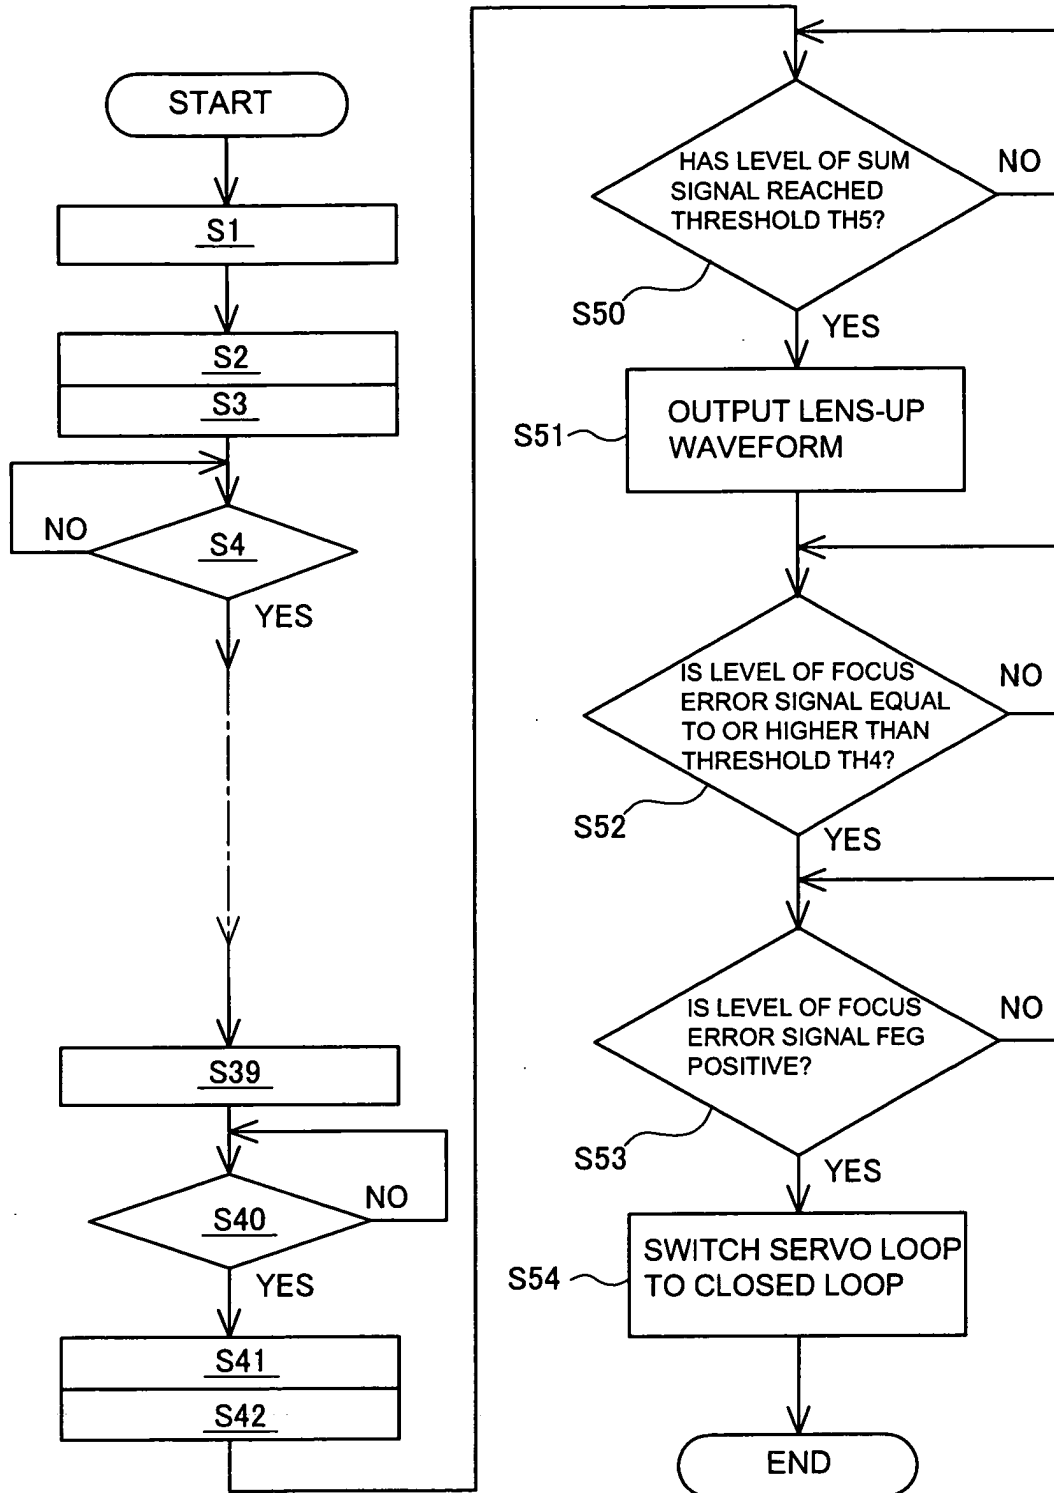 START
S1
S2
S3
NO
S4
YES
S39
NO
S40
YES
S41
S42
HAS LEVEL OF SUM
SIGNAL REACHED
THRESHOLD TH5?
NO
S50
YES
OUTPUT LENS-UP
WAVEFORM
S51
IS LEVEL OF FOCUS
ERROR SIGNAL EQUAL
TO OR HIGHER THAN
THRESHOLD TH4?
NO
S52
YES
IS LEVEL OF FOCUS
ERROR SIGNAL FEG
POSITIVE?
NO
S53
YES
SWITCH SERVO LOOP
TO CLOSED LOOP
S54
END